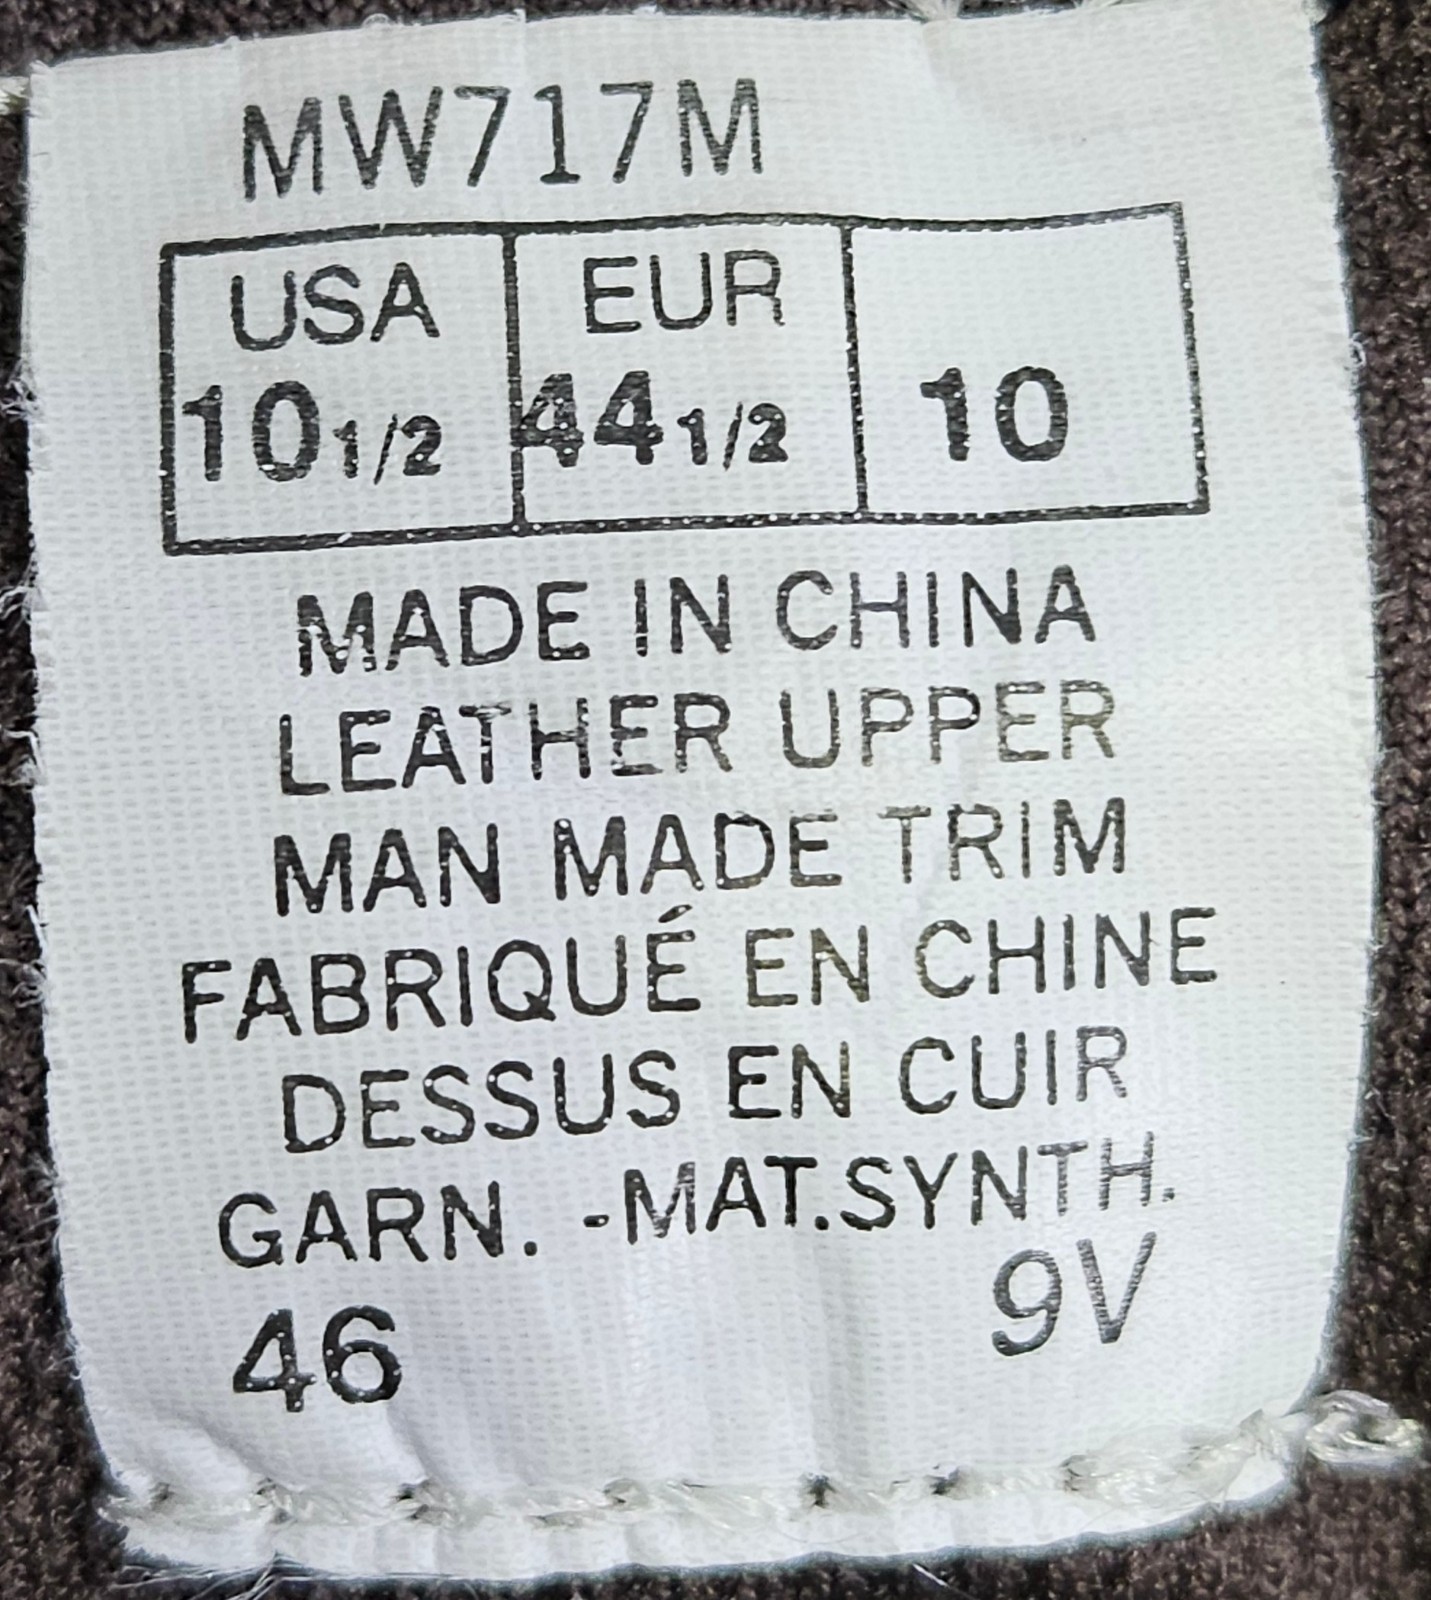 MW717M
USA EUR
10 1/2 44 1/2 10
MADE IN CHINA
LEATHER UPPER
MAN MADE TRIM
FABRIQUÉ EN CHINE
DESSUS EN CUIR
GARN. -MAT.SYNTH.
46 9V